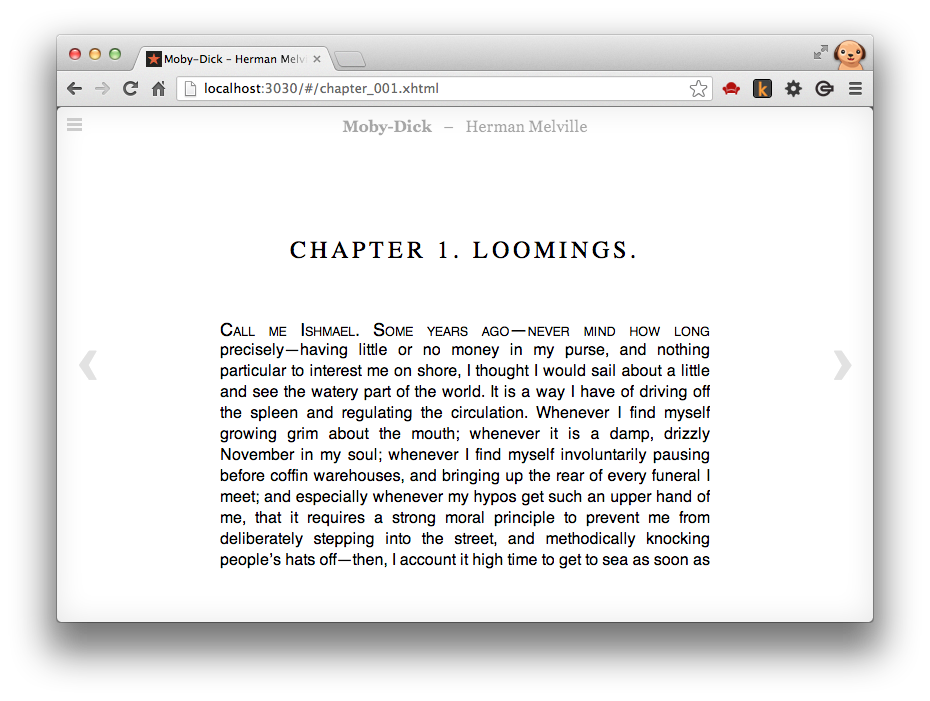 Moby-Dick – Herman Melv
localhost:3030/#/chapter_001.xhtml
k
Moby-Dick – Herman Melville
CHAPTER 1. LOOMINGS.
CALL ME ISHMAEL. SOME YEARS AGO—NEVER MIND HOW LONG
precisely—having little or no money in my purse, and nothing
particular to interest me on shore, I thought I would sail about a little
and see the watery part of the world. It is a way I have of driving off
the spleen and regulating the circulation. Whenever I find myself
growing grim about the mouth; whenever it is a damp, drizzly
November in my soul; whenever I find myself involuntarily pausing
before coffin warehouses, and bringing up the rear of every funeral I
meet; and especially whenever my hypos get such an upper hand of
me, that it requires a strong moral principle to prevent me from
deliberately stepping into the street, and methodically knocking
people’s hats off—then, I account it high time to get to sea as soon as